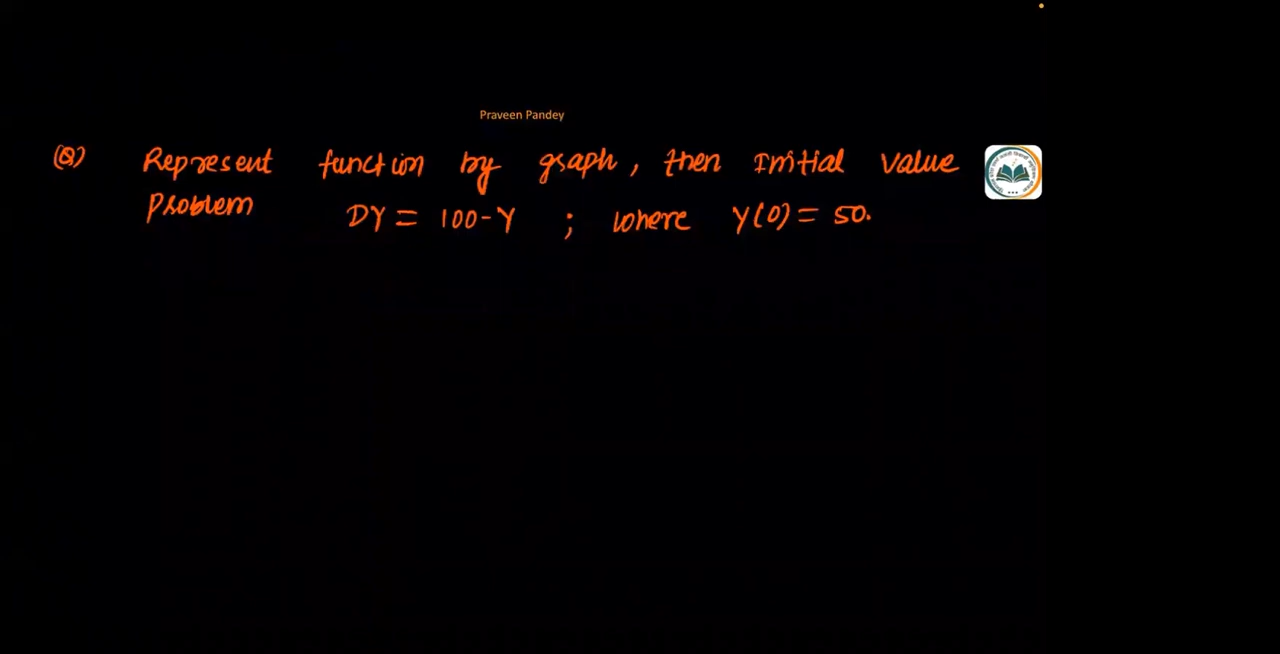 Praveen Pandey
(Q) Represent function by graph, then Initial value
Problem DY = 100-Y ; where Y(0) = 50.